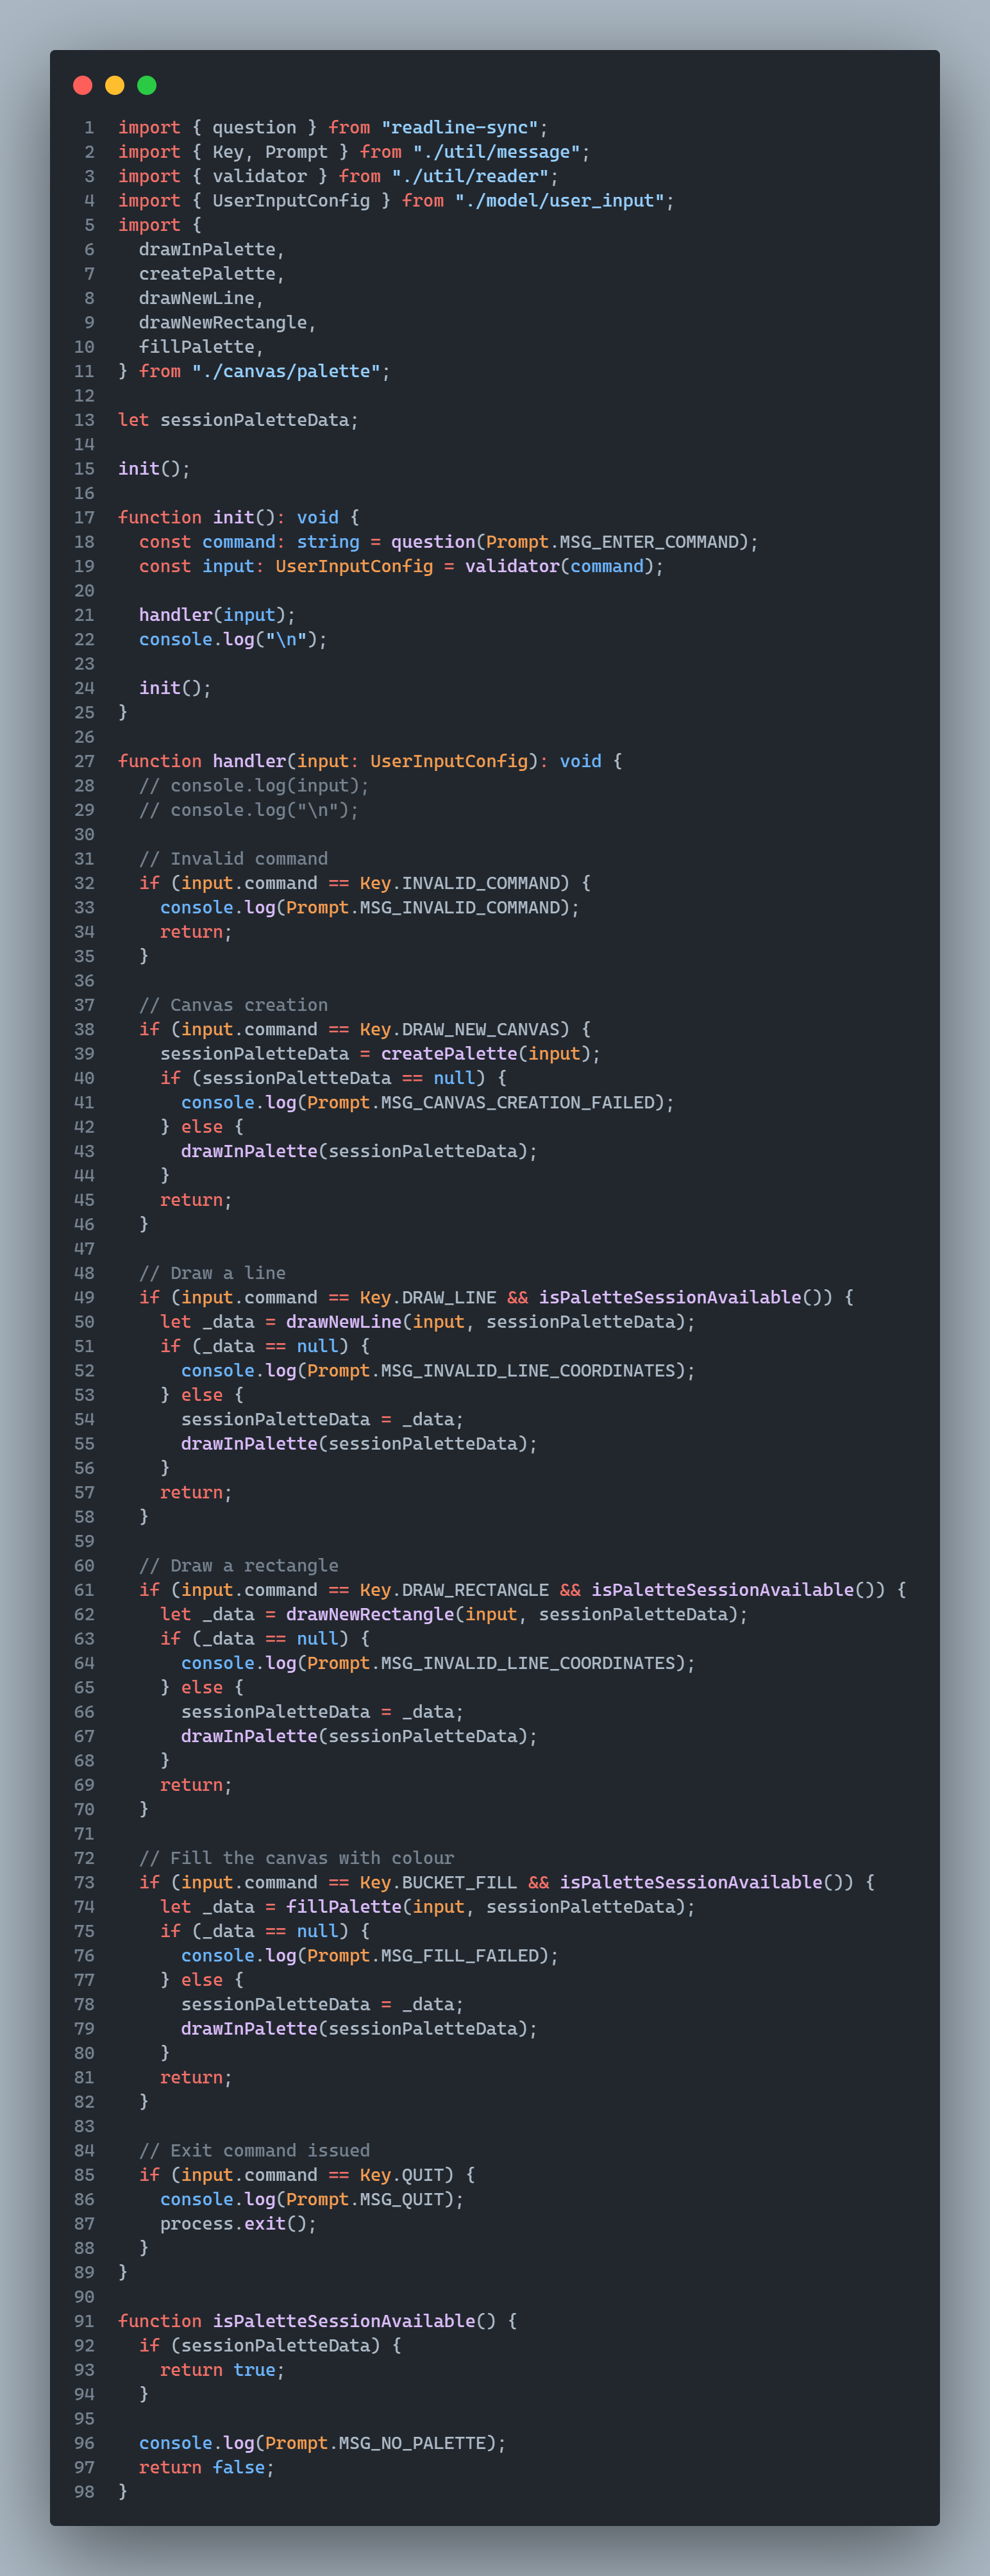 1 import { question } from "readline-sync";
2 import { Key, Prompt } from "./util/message";
3 import { validator } from "./util/reader";
4 import { UserInputConfig } from "./model/user_input";
5 import {
6   drawInPalette,
7   createPalette,
8   drawNewLine,
9   drawNewRectangle,
10   fillPalette,
11 } from "./canvas/palette";
12
13 let sessionPaletteData;
14
15 init();
16
17 function init(): void {
18   const command: string = question(Prompt.MSG_ENTER_COMMAND);
19   const input: UserInputConfig = validator(command);
20
21   handler(input);
22   console.log("\n");
23
24   init();
25 }
26
27 function handler(input: UserInputConfig): void {
28   // console.log(input);
29   // console.log("\n");
30
31   // Invalid command
32   if (input.command == Key.INVALID_COMMAND) {
33     console.log(Prompt.MSG_INVALID_COMMAND);
34     return;
35   }
36
37   // Canvas creation
38   if (input.command == Key.DRAW_NEW_CANVAS) {
39     sessionPaletteData = createPalette(input);
40     if (sessionPaletteData == null) {
41       console.log(Prompt.MSG_CANVAS_CREATION_FAILED);
42     } else {
43       drawInPalette(sessionPaletteData);
44     }
45     return;
46   }
47
48   // Draw a line
49   if (input.command == Key.DRAW_LINE && isPaletteSessionAvailable()) {
50     let _data = drawNewLine(input, sessionPaletteData);
51     if (_data == null) {
52       console.log(Prompt.MSG_INVALID_LINE_COORDINATES);
53     } else {
54       sessionPaletteData = _data;
55       drawInPalette(sessionPaletteData);
56     }
57     return;
58   }
59
60   // Draw a rectangle
61   if (input.command == Key.DRAW_RECTANGLE && isPaletteSessionAvailable()) {
62     let _data = drawNewRectangle(input, sessionPaletteData);
63     if (_data == null) {
64       console.log(Prompt.MSG_INVALID_LINE_COORDINATES);
65     } else {
66       sessionPaletteData = _data;
67       drawInPalette(sessionPaletteData);
68     }
69     return;
70   }
71
72   // Fill the canvas with colour
73   if (input.command == Key.BUCKET_FILL && isPaletteSessionAvailable()) {
74     let _data = fillPalette(input, sessionPaletteData);
75     if (_data == null) {
76       console.log(Prompt.MSG_FILL_FAILED);
77     } else {
78       sessionPaletteData = _data;
79       drawInPalette(sessionPaletteData);
80     }
81     return;
82   }
83
84   // Exit command issued
85   if (input.command == Key.QUIT) {
86     console.log(Prompt.MSG_QUIT);
87     process.exit();
88   }
89 }
90
91 function isPaletteSessionAvailable() {
92   if (sessionPaletteData) {
93     return true;
94   }
95
96   console.log(Prompt.MSG_NO_PALETTE);
97   return false;
98 }